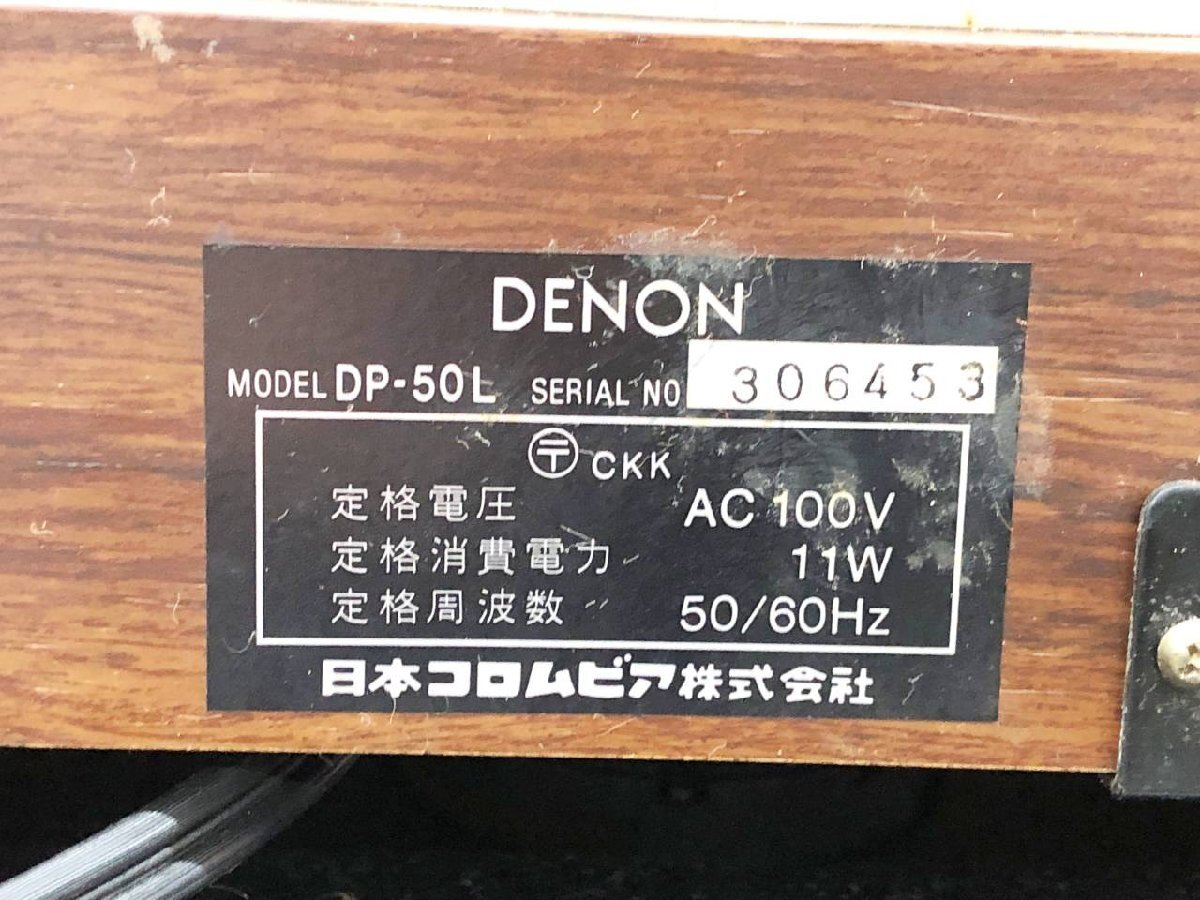 DENON
MODEL DP-50L SERIAL NO 306453
〒 CKK
定格電圧 AC 100V
定格消費電力 11W
定格周波数 50/60Hz
日本コロムビア株式会社